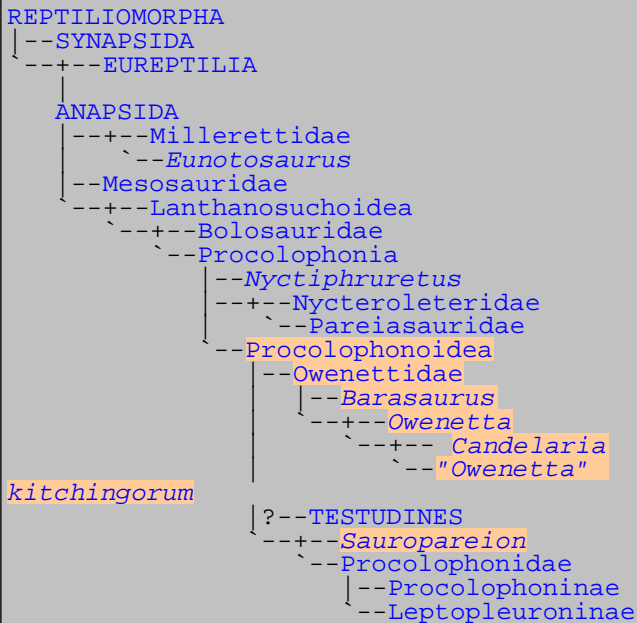 REPTILIOMORPHA
|--SYNAPSIDA
`--+--EUREPTILIA
   |
   ANAPSIDA
   |--+--Millerettidae
   |  `--Eunotosaurus
   |--Mesosauridae
   `--+--Lanthanosuchoidea
      `--+--Bolosauridae
         `--Procolophonia
            |--Nyctiphruretus
            |--+--Nycteroleteridae
            |  `--Pareiasauridae
            `--Procolophonoidea
               |--Owenettidae
               |  |--Barasaurus
               |  `--+--Owenetta
               |     `--+-- Candelaria
               |        `--"Owenetta"
kitchingorum
               |?--TESTUDINES
               `--+--Sauropareion
                  `--Procolophonidae
                     |--Procolophoninae
                     `--Leptopleuroninae